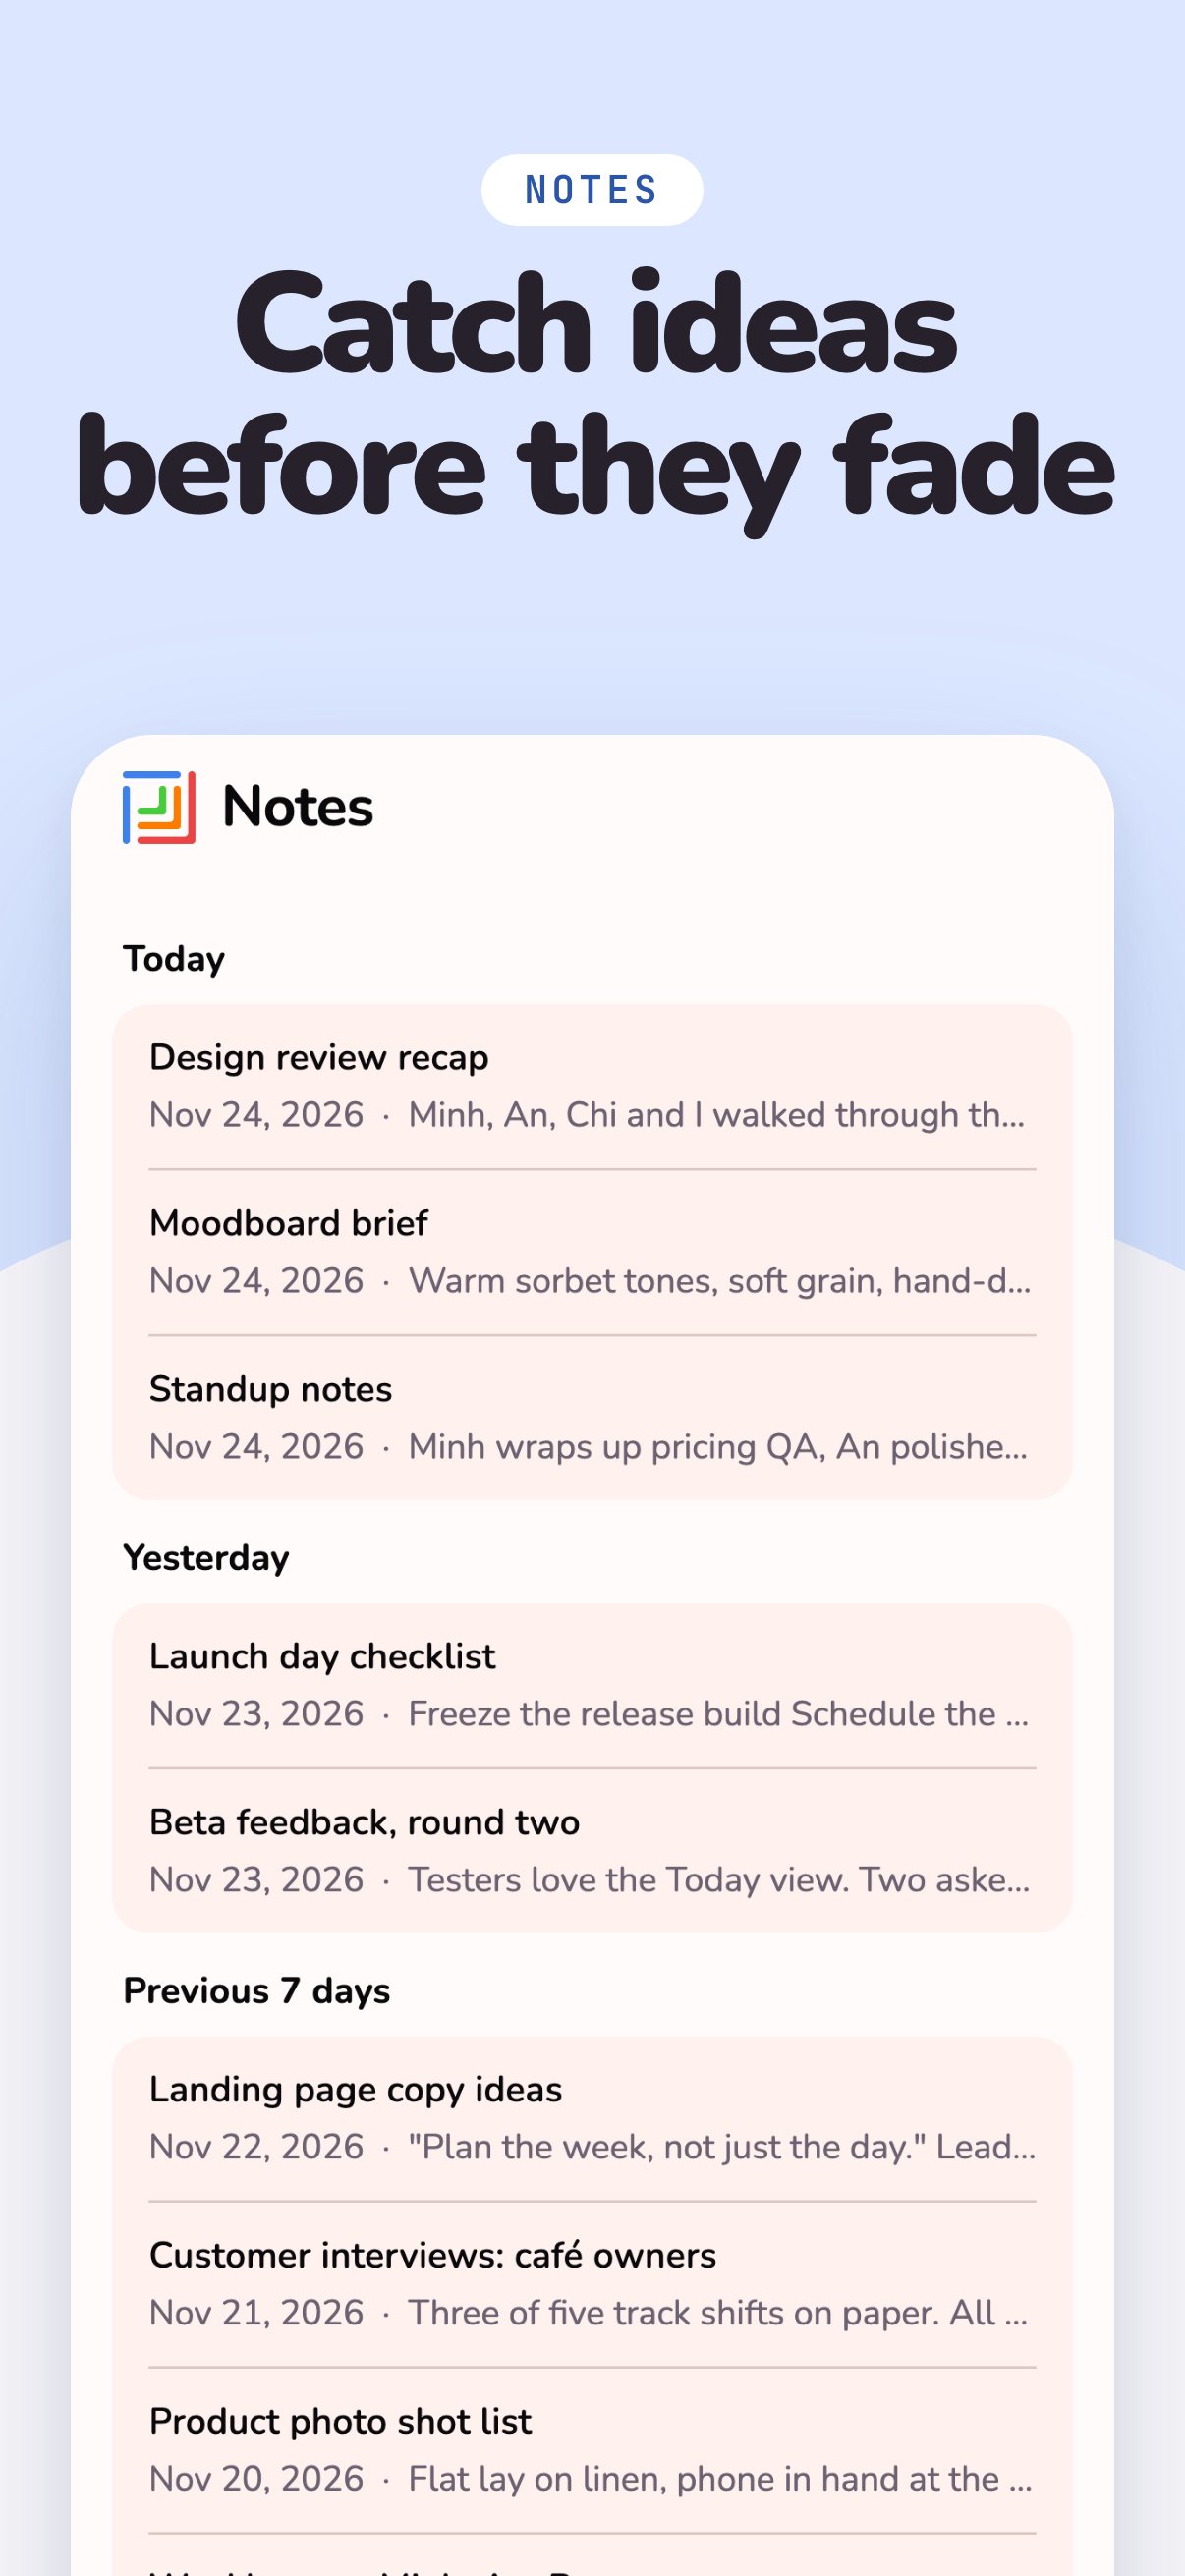 NOTES
Catch ideas
before they fade
Notes
Today
Design review recap
Nov 24, 2026 · Minh, An, Chi and I walked through th...
Moodboard brief
Nov 24, 2026 · Warm sorbet tones, soft grain, hand-d...
Standup notes
Nov 24, 2026 · Minh wraps up pricing QA, An polishe...
Yesterday
Launch day checklist
Nov 23, 2026 · Freeze the release build Schedule the ...
Beta feedback, round two
Nov 23, 2026 · Testers love the Today view. Two aske...
Previous 7 days
Landing page copy ideas
Nov 22, 2026 · "Plan the week, not just the day." Lead...
Customer interviews: café owners
Nov 21, 2026 · Three of five track shifts on paper. All ...
Product photo shot list
Nov 20, 2026 · Flat lay on linen, phone in hand at the ...